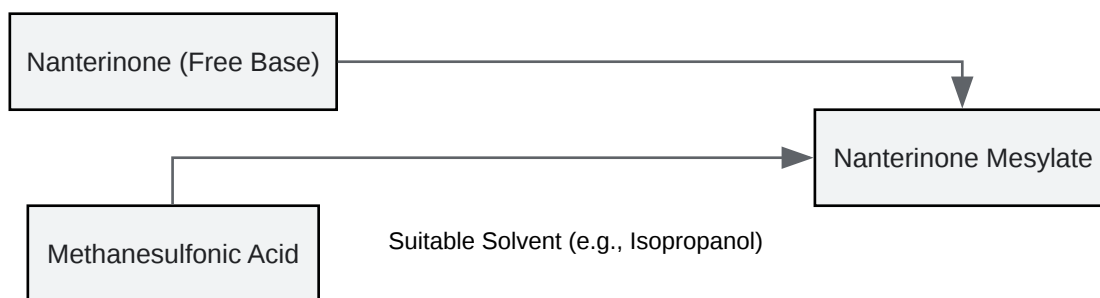 Nanterinone (Free Base)
Nanterinone Mesylate
Methanesulfonic Acid
Suitable Solvent (e.g., Isopropanol)